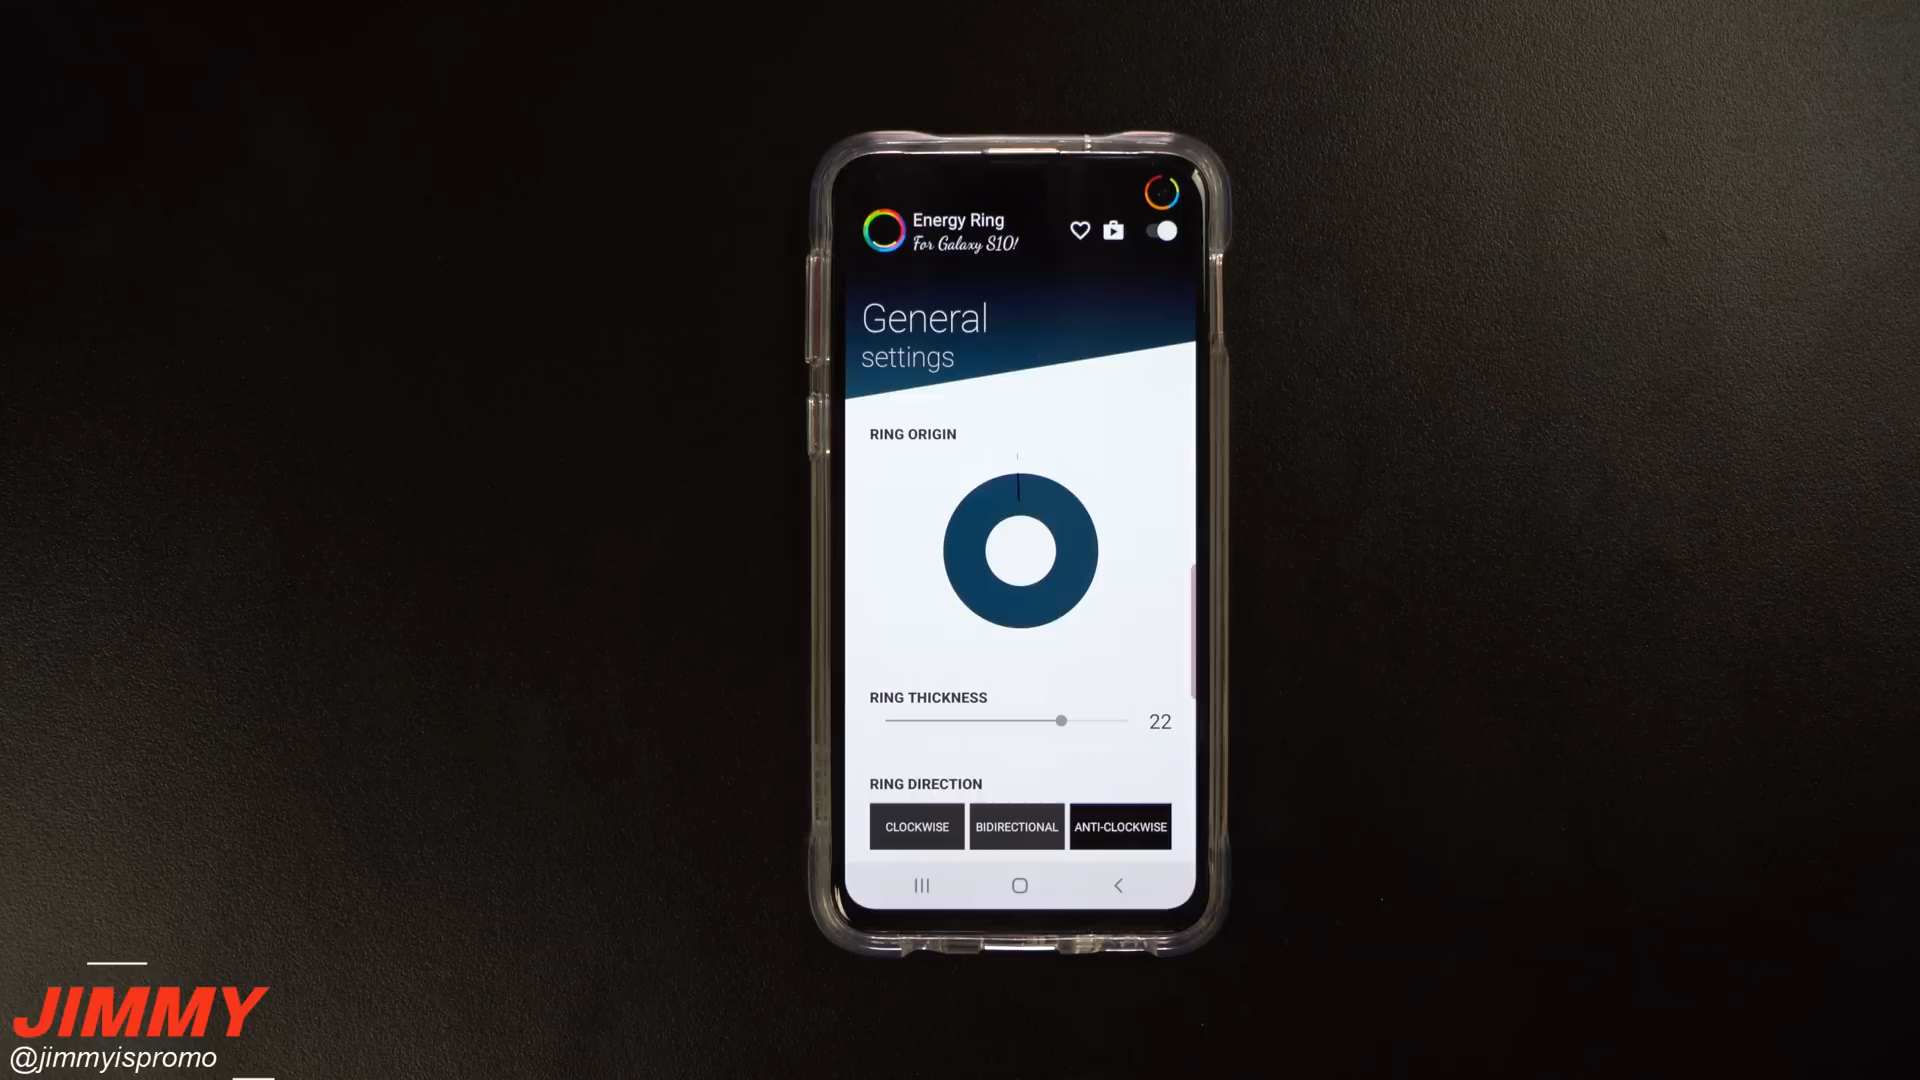 Energy Ring
For Galaxy S10!
General
settings
RING ORIGIN
RING THICKNESS
22
RING DIRECTION
CLOCKWISE BIDIRECTIONAL ANTI-CLOCKWISE
JIMMY
@jimmyispromo